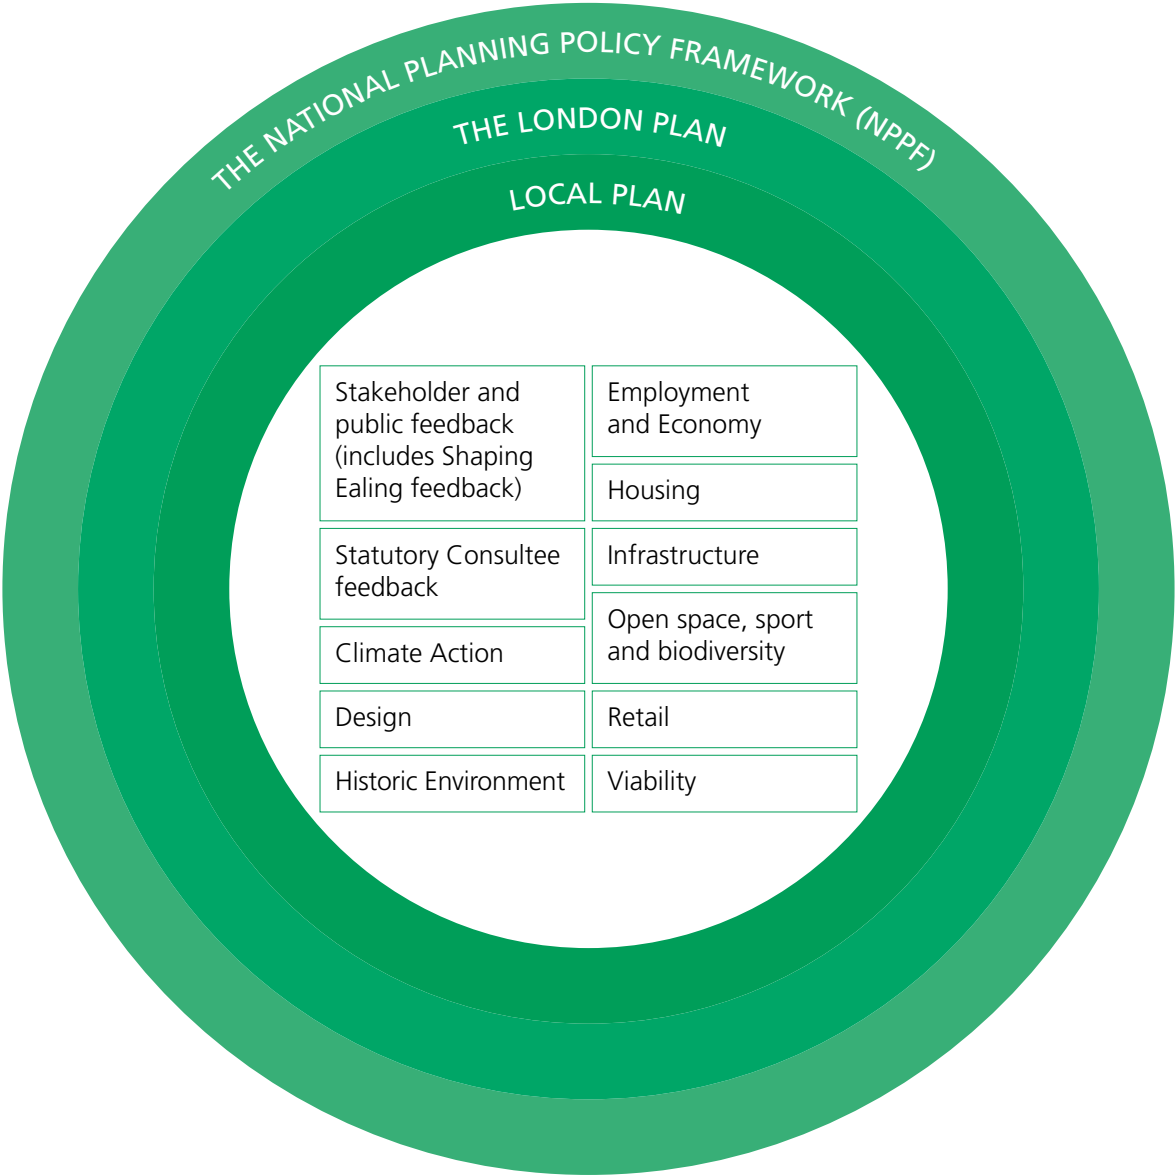 THE NATIONAL PLANNING POLICY FRAMEWORK (NPPF)
THE LONDON PLAN
LOCAL PLAN
Stakeholder and
public feedback
(includes Shaping
Ealing feedback)
Statutory Consultee
feedback
Climate Action
Design
Historic Environment
Employment
and Economy
Housing
Infrastructure
Open space, sport
and biodiversity
Retail
Viability